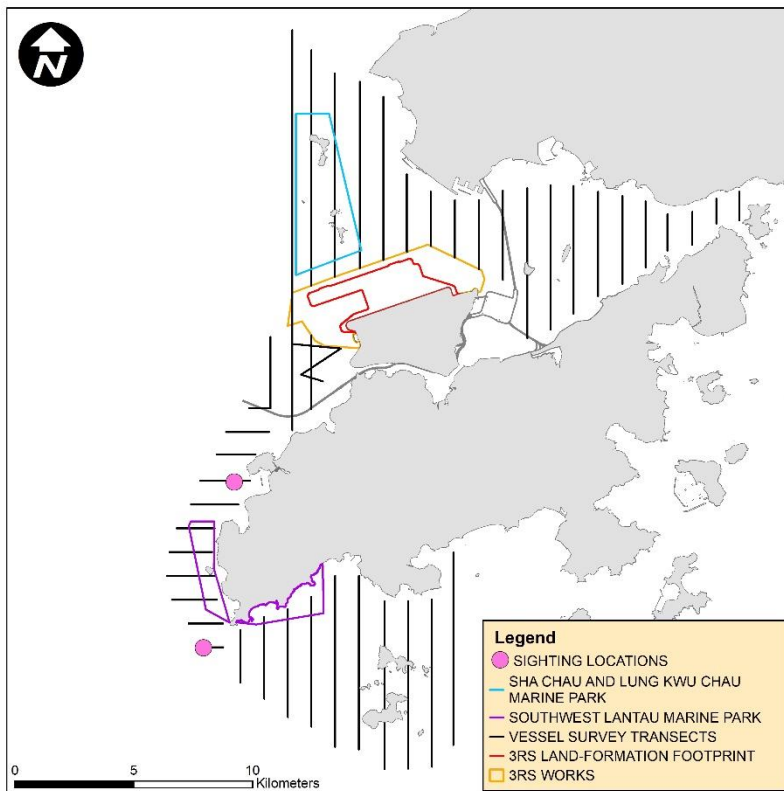 N
Legend
SIGHTING LOCATIONS
SHA CHAU AND LUNG KWU CHAU
MARINE PARK
SOUTHWEST LANTAU MARINE PARK
VESSEL SURVEY TRANSECTS
3RS LAND-FORMATION FOOTPRINT
3RS WORKS
0 5 10
Kilometers